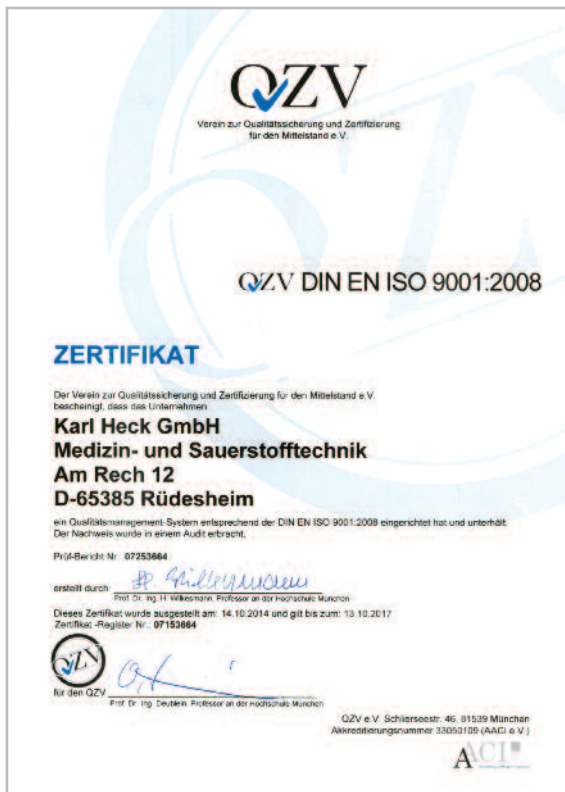 QZV
Verein zur Qualitätssicherung und Zertifizierung
für den Mittelstand e.V.
QZV DIN EN ISO 9001:2008
ZERTIFIKAT
Der Verein zur Qualitätssicherung und Zertifizierung für den Mittelstand e.V.
bescheinigt, dass das Unternehmen
Karl Heck GmbH
Medizin- und Sauerstofftechnik
Am Rech 12
D-65385 Rüdesheim
ein Qualitätsmanagement-System entsprechend der DIN EN ISO 9001:2008 eingerichtet hat und unterhält.
Der Nachweis wurde in einem Audit erbracht.
Prüf-Bericht Nr.: 07253664
erstellt durch:
Prof. Dr. Ing. H. Wilkesmann, Professor an der Hochschule München
Dieses Zertifikat wurde ausgestellt am: 14.10.2014 und gilt bis zum: 13.10.2017
Zertifikat -Register Nr.: 07153664
QZV
für den QZV
Prof. Dr. Ing. Deublein, Professor an der Hochschule München
QZV e.V. Schlierseestr. 46, 81539 München
Akkreditierungsnummer 33050109 (AACI e.V.)
AACI